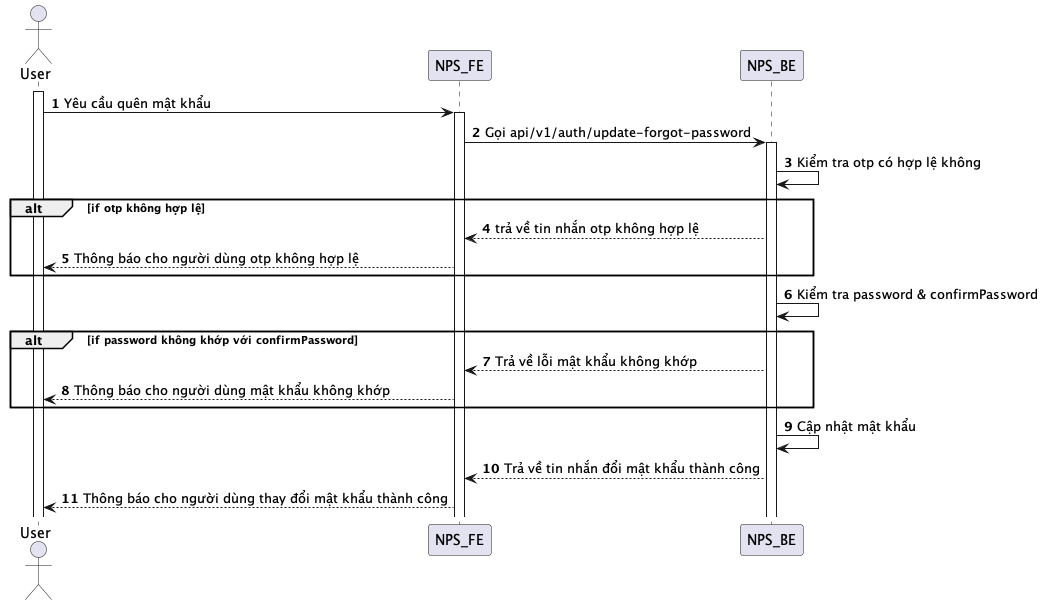 User
NPS_FE
NPS_BE
1 Yêu cầu quên mật khẩu
2 Gọi api/v1/auth/update-forgot-password
3 Kiểm tra otp có hợp lệ không
alt [if otp không hợp lệ]
4 trả về tin nhắn otp không hợp lệ
5 Thông báo cho người dùng otp không hợp lệ
6 Kiểm tra password & confirmPassword
alt [if password không khớp với confirmPassword]
7 Trả về lỗi mật khẩu không khớp
8 Thông báo cho người dùng mật khẩu không khớp
9 Cập nhật mật khẩu
10 Trả về tin nhắn đổi mật khẩu thành công
11 Thông báo cho người dùng thay đổi mật khẩu thành công
User
NPS_FE
NPS_BE